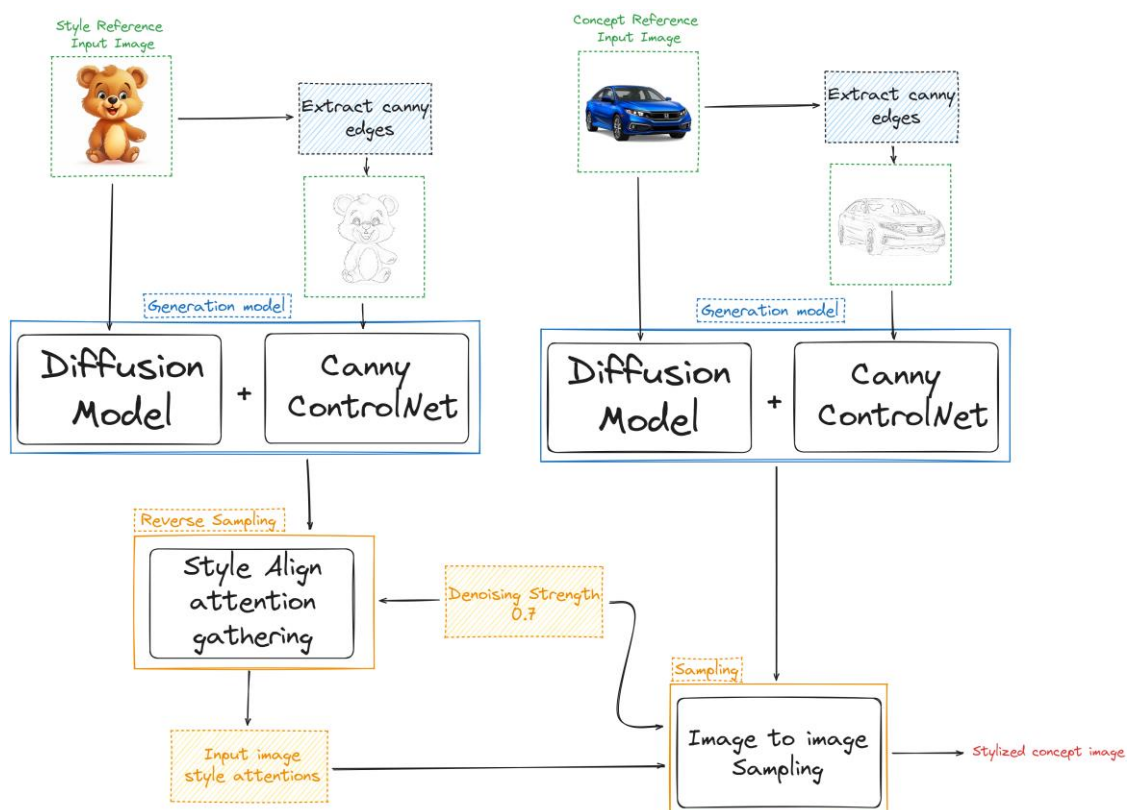 Style Reference
Input Image
Extract canny
edges
Concept Reference
Input Image
Extract canny
edges
Generation model
Diffusion
Model
+
Canny
ControlNet
Generation model
Diffusion
Model
+
Canny
ControlNet
Reverse Sampling
Style Align
attention
gathering
Denoising Strength
0.7
Input image
style attentions
Sampling
Image to image
Sampling
Stylized concept image